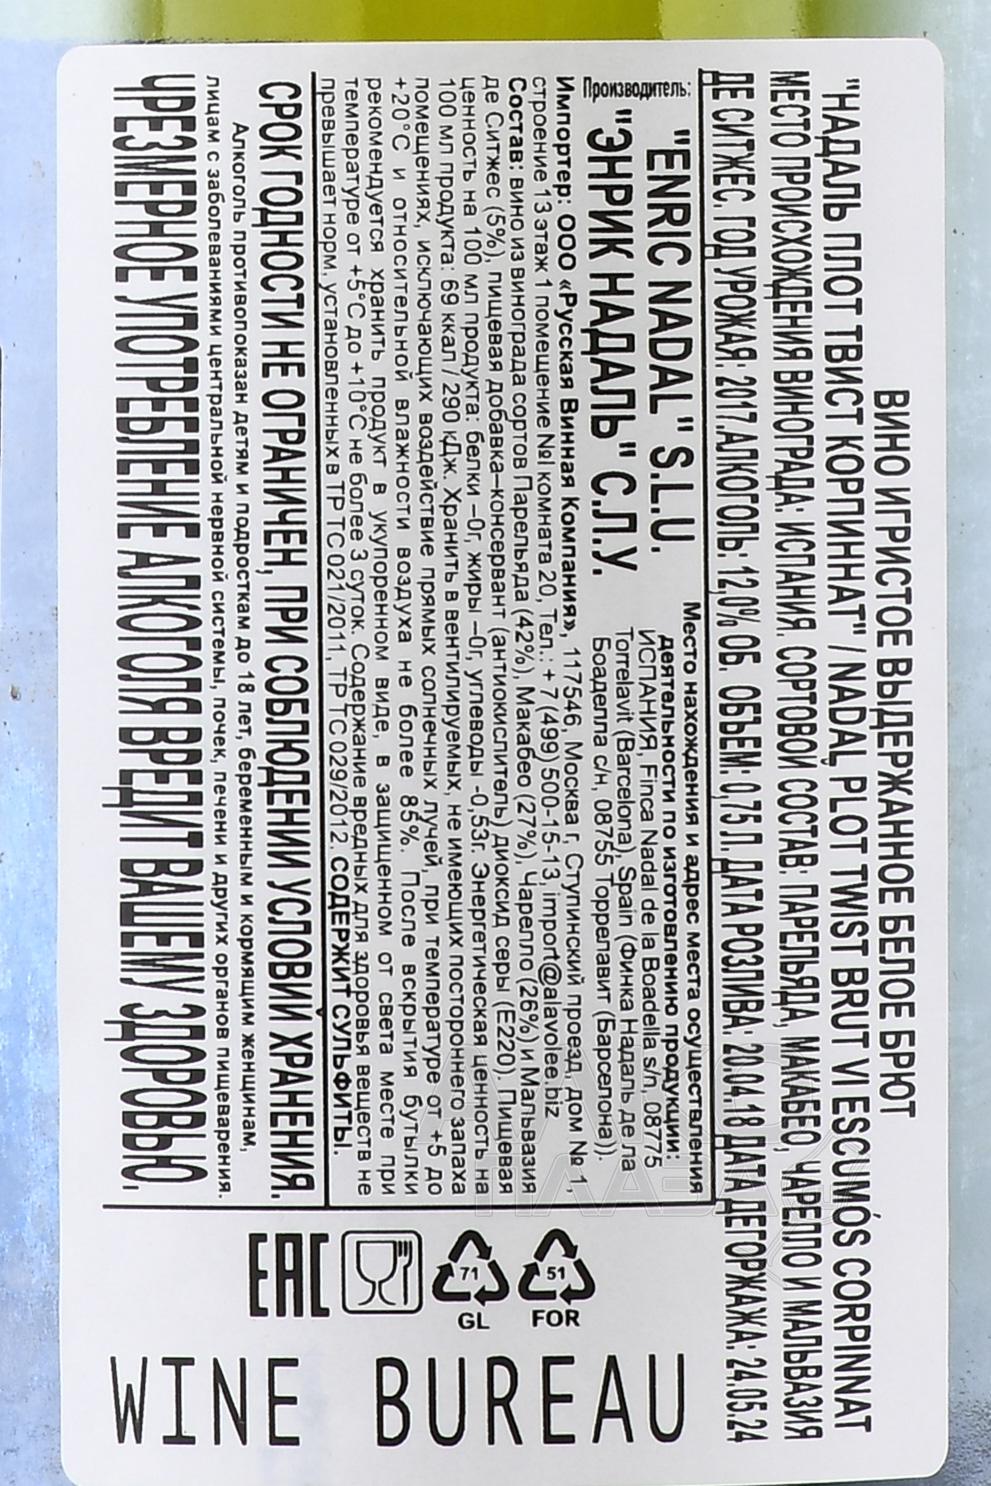 ВИНО ИГРИСТОЕ ВЫДЕРЖАННОЕ БЕЛОЕ БРЮТ
"НАДАЛЬ ПЛОТ ТВИСТ КОРПИННАТ" / NADAL PLOT TWIST BRUT VI ESCUMÓS CORPINNAT
МЕСТО ПРОИСХОЖДЕНИЯ ВИНОГРАДА: ИСПАНИЯ. СОРТОВОЙ СОСТАВ: ПАРЕЛЬЯДА, МАКАБЕО, ЧАРЕЛЛО И МАЛЬВАЗИЯ
ДЕ СИТЖЕС. ГОД УРОЖАЯ: 2017.АЛКОГОЛЬ: 12,0% ОБ. ОБЪЕМ: 0,75 Л. ДАТА РОЗЛИВА: 20.04.18 ДАТА ДЕГОРЖАЖА: 24.05.24
Производитель:
"ENRIC NADAL" S.L.U.
"ЭНРИК НАДАЛЬ" С.Л.У.
Место нахождения и адрес места осуществления
деятельности по изготовлению продукции:
ИСПАНИЯ, Finca Nadal de la Boadella s/n, 08775
Torrelavit (Barcelona), Spain (Финка Надаль де ла
Боаделла с/н, 08755 Торрелавит (Барселона)).
Импортер: ООО «Русская Винная Компания», 117546, Москва г, Ступинский проезд, дом № 1,
строение 13 этаж 1 помещение №I комната 20, Тел.: +7(499)500-15-13, import@alavolee.biz
Состав: вино из винограда сортов Парельяда (42%), Макабео (27%), Чарелло (26%) и Мальвазия
де Ситжес (5%), пищевая добавка–консервант (антиокислитель) диоксид серы (Е220). Пищевая
ценность на 100 мл продукта: белки –0г, жиры –0г, углеводы -0,53г. Энергетическая ценность на
100 мл продукта: 69 ккал / 290 кДж. Хранить в вентилируемых, не имеющих постороннего запаха
помещениях, исключающих воздействие прямых солнечных лучей, при температуре от +5 до
+20°С и относительной влажности воздуха не более 85%. После вскрытия бутылки
рекомендуется хранить продукт в укупоренном виде, в защищенном от света месте при
температуре от +5°С до +10°С не более 3 суток. Содержание вредных для здоровья веществ не
превышает норм, установленных в ТР ТС 021/2011, ТР ТС 029/2012. СОДЕРЖИТ СУЛЬФИТЫ.
СРОК ГОДНОСТИ НЕ ОГРАНИЧЕН, ПРИ СОБЛЮДЕНИИ УСЛОВИЙ ХРАНЕНИЯ.
Алкоголь противопоказан детям и подросткам до 18 лет, беременным и кормящим женщинам,
лицам с заболеваниями центральной нервной системы, почек, печени и других органов пищеварения.
ЧРЕЗМЕРНОЕ УПОТРЕБЛЕНИЕ АЛКОГОЛЯ ВРЕДИТ ВАШЕМУ ЗДОРОВЬЮ.
51
FOR
71
GL
EAC
WINE BUREAU